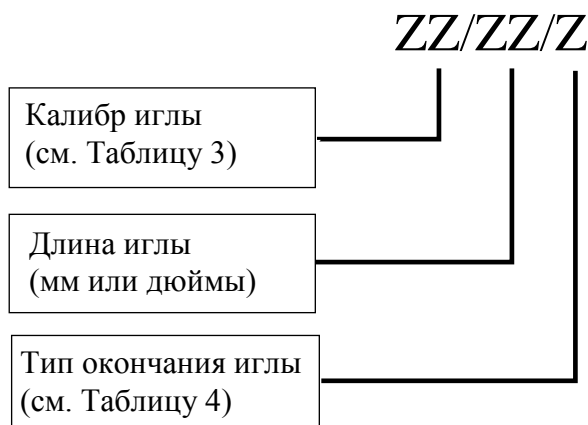 ZZ/ZZ/Z
Калибр иглы
(см. Таблицу 3)
Длина иглы
(мм или дюймы)
Тип окончания иглы
(см. Таблицу 4)